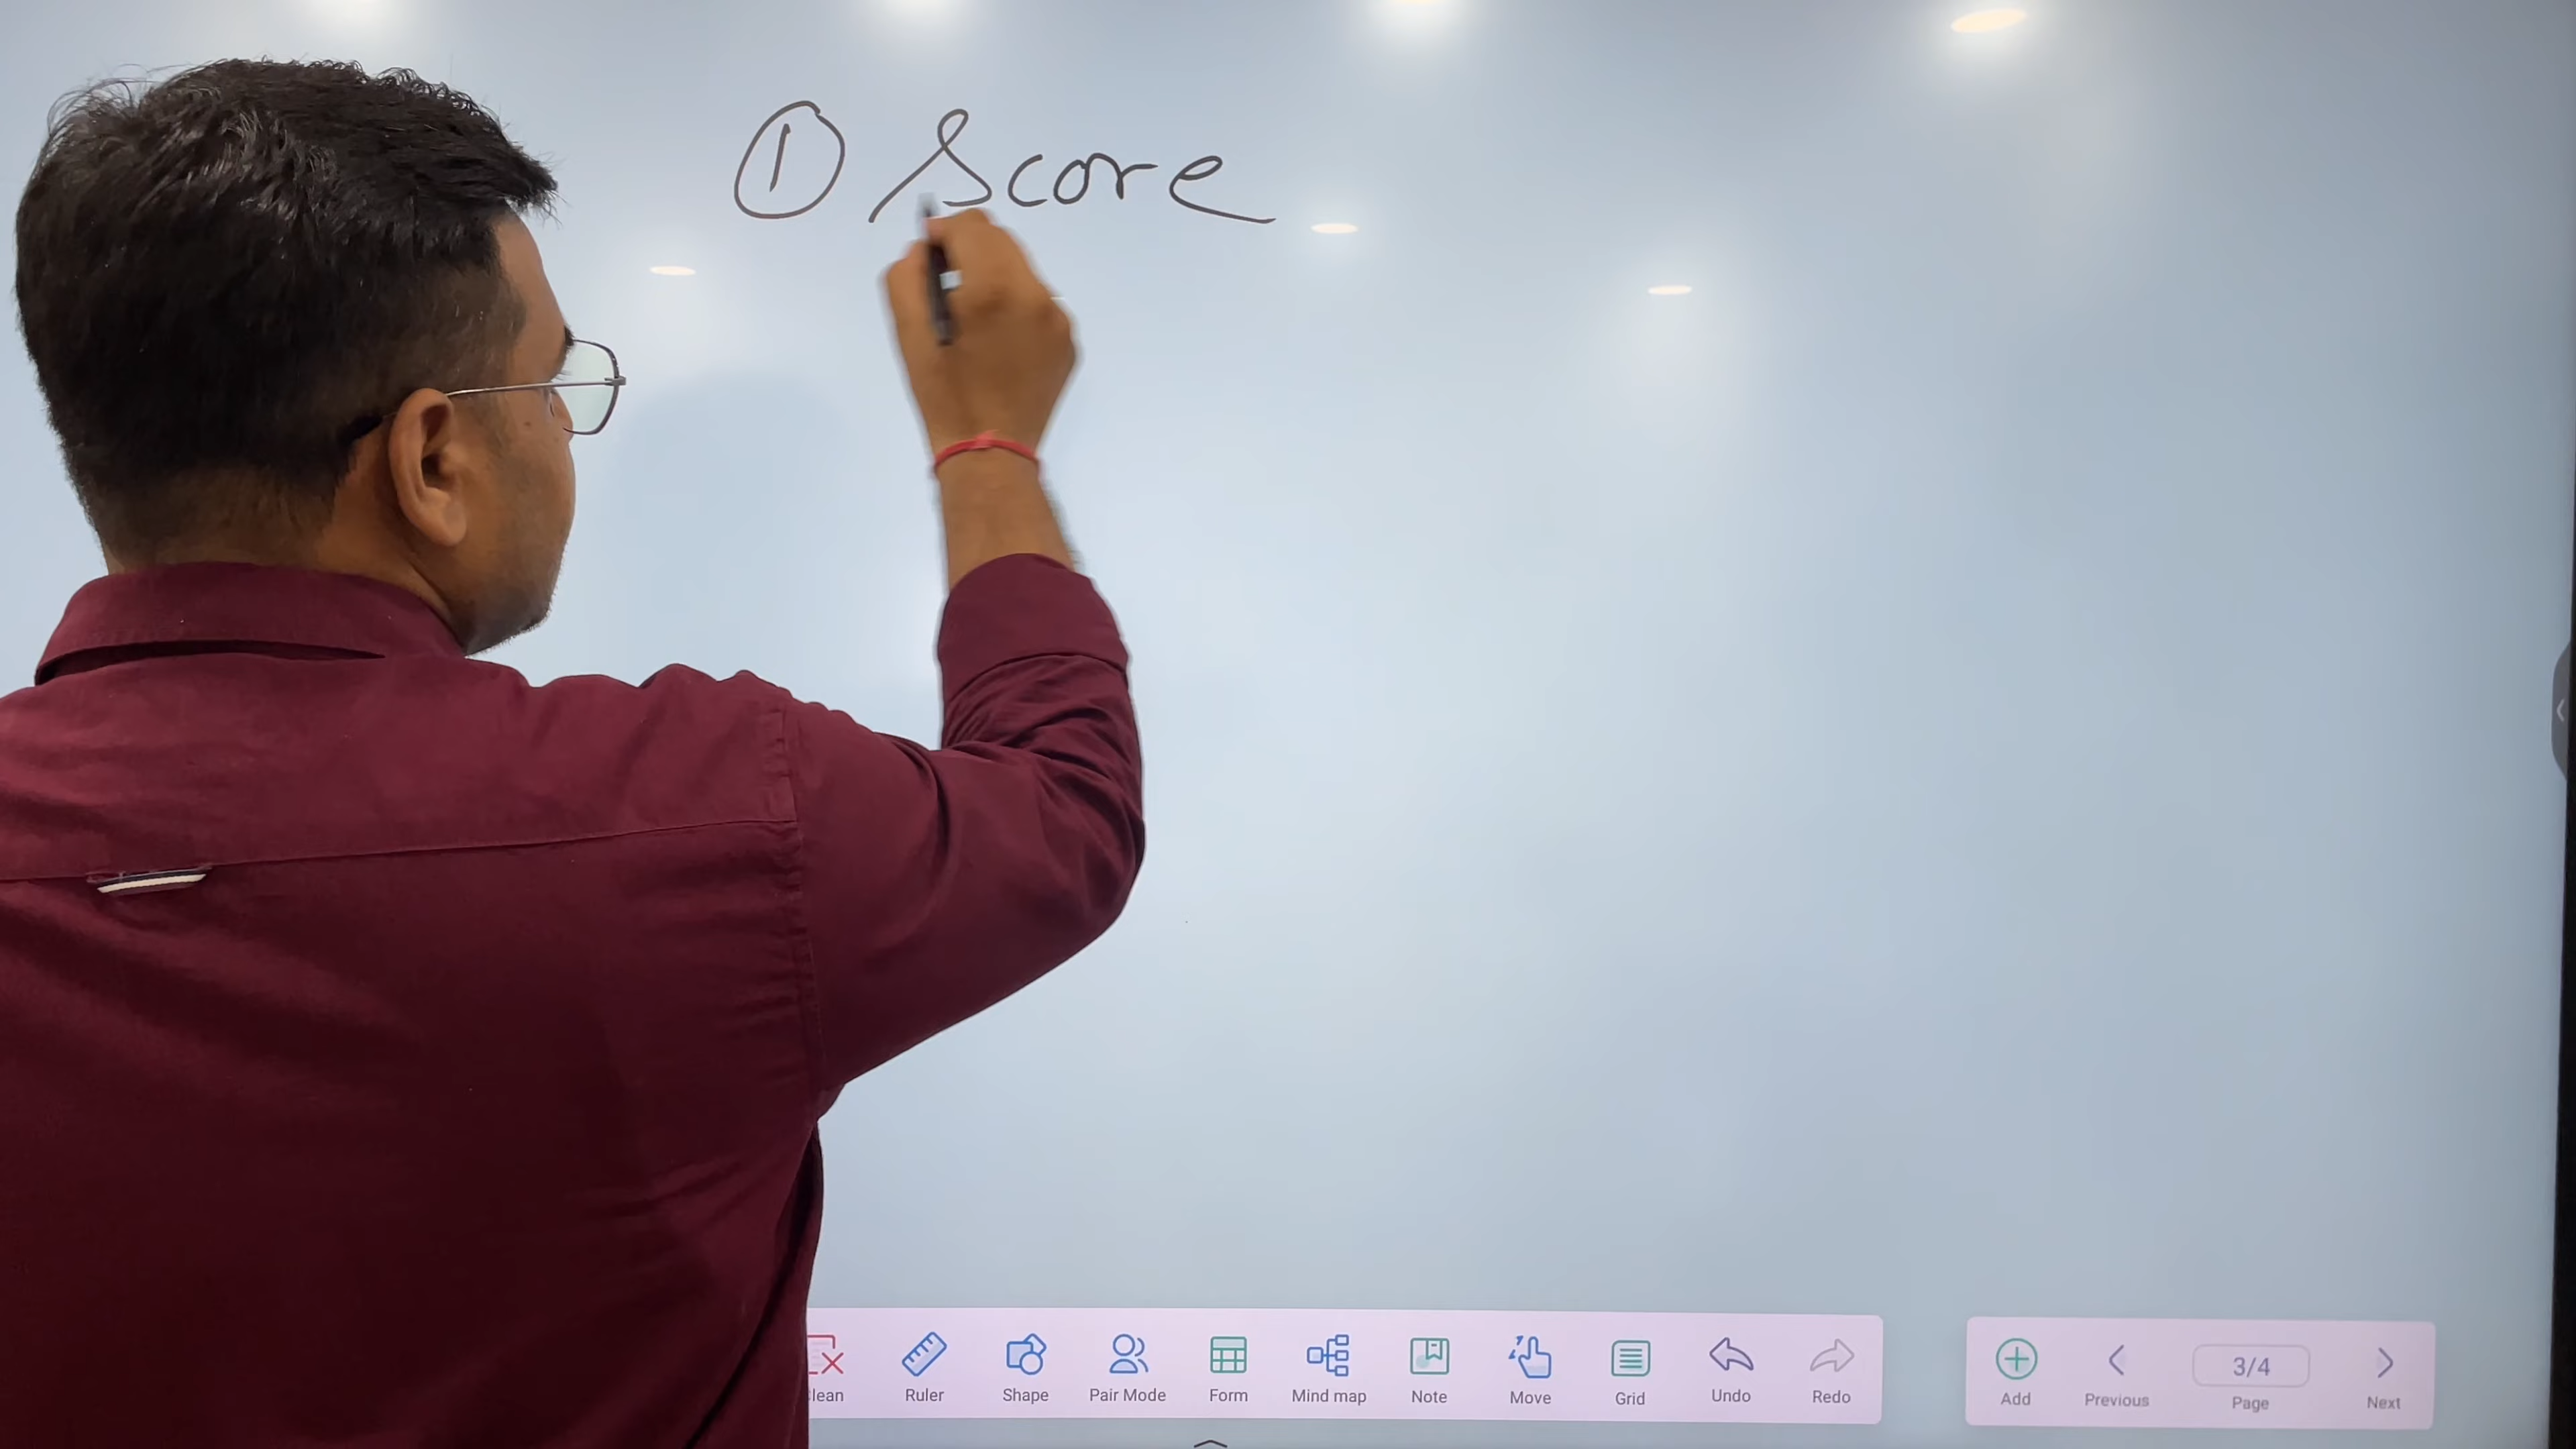 ① Score
lean Ruler Shape Pair Mode Form Mind map Note Move Grid Undo Redo
3/4
Add Previous Page Next